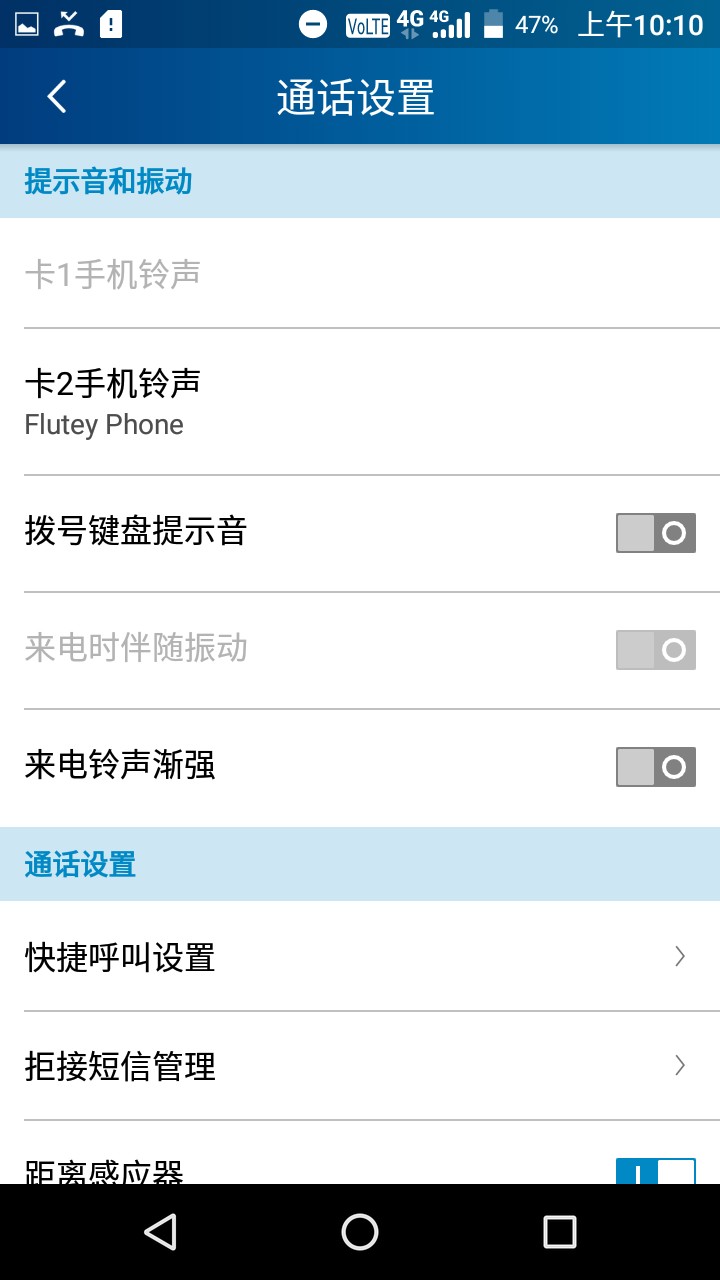 VoLTE 4G 4G 47% 上午10:10
通话设置
提示音和振动
卡1手机铃声
卡2手机铃声
Flutey Phone
拨号键盘提示音
来电时伴随振动
来电铃声渐强
通话设置
快捷呼叫设置
拒接短信管理
距离感应器